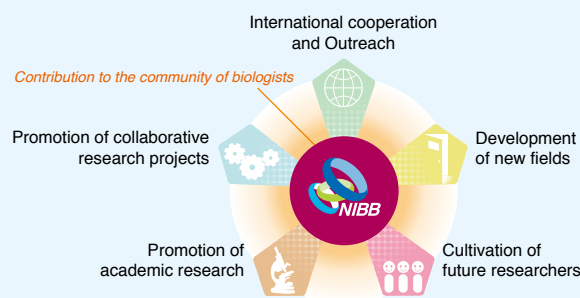 International cooperation
and Outreach
Contribution to the community of biologists
Promotion of collaborative
research projects
Development
of new fields
NIBB
Promotion of
academic research
Cultivation of
future researchers